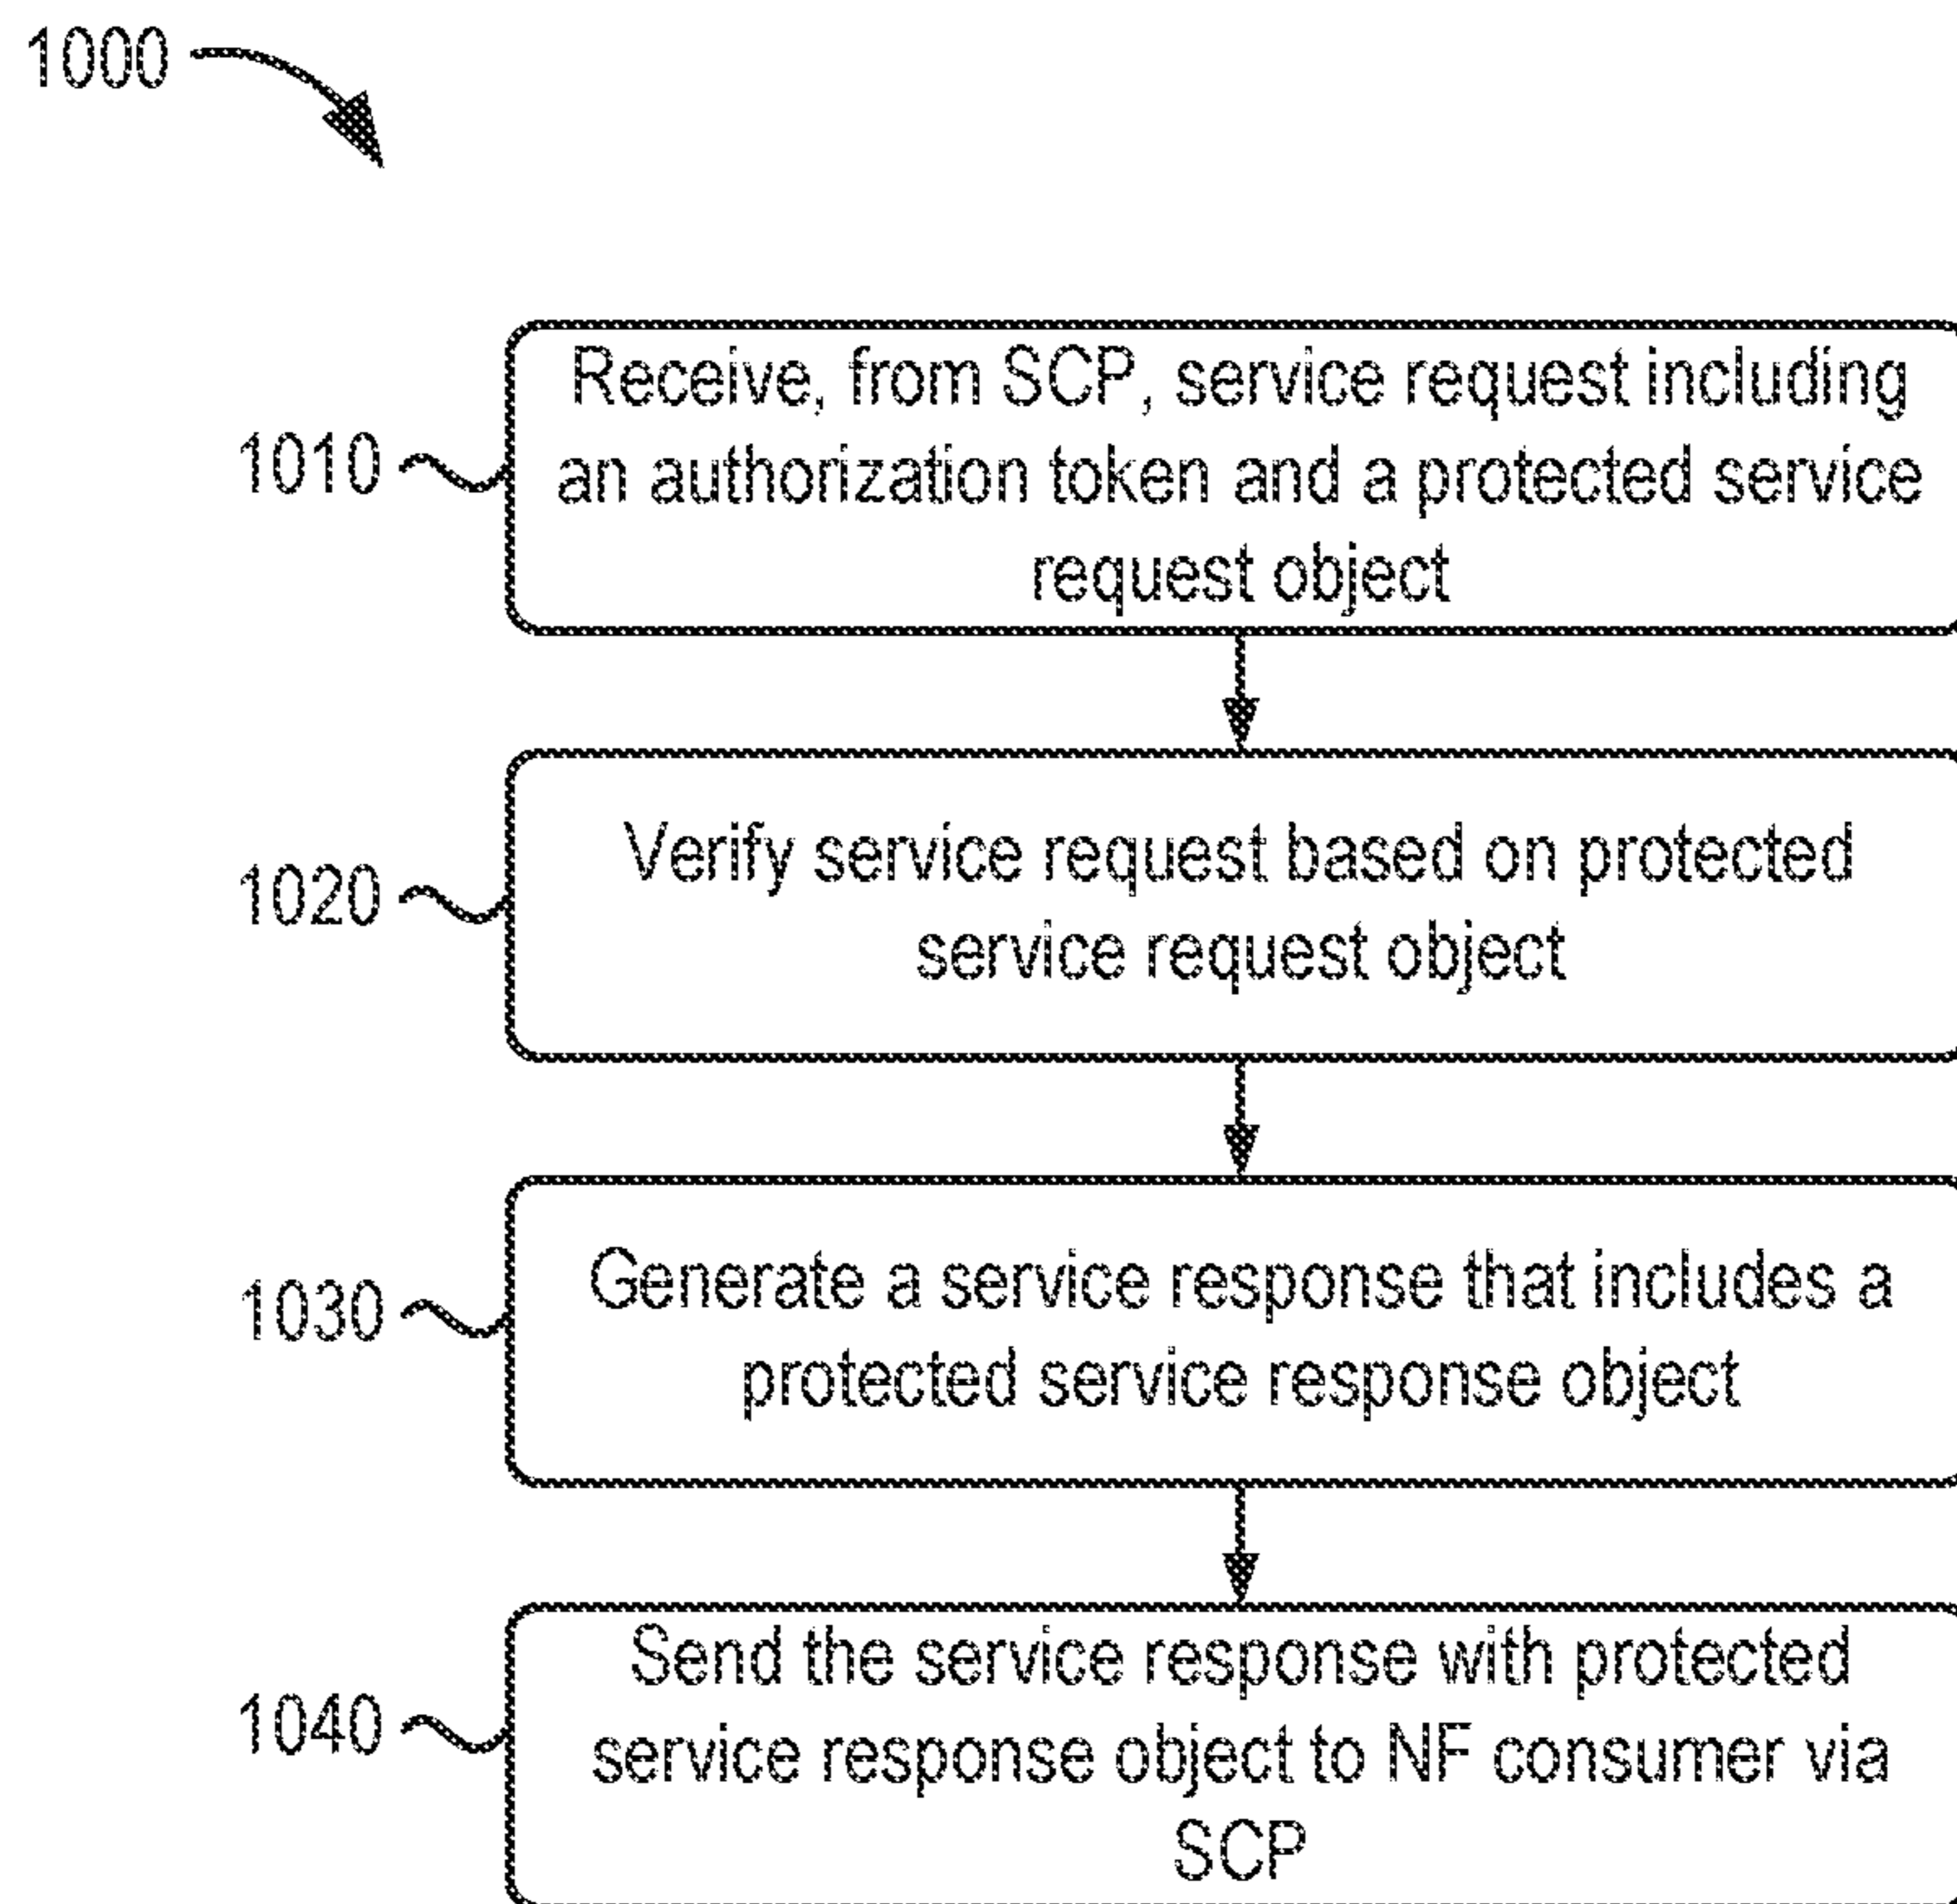 1000
1010
Receive, from SCP, service request including
an authorization token and a protected service
request object
1020
Verify service request based on protected
service request object
1030
Generate a service response that includes a
protected service response object
1040
Send the service response with protected
service response object to NF consumer via
SCP